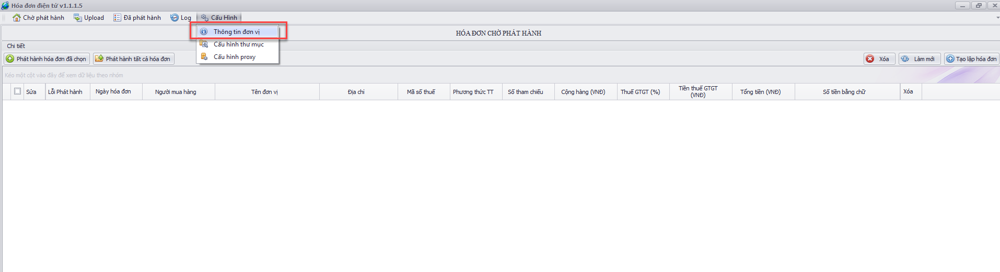 Hóa đơn điện tử v1.1.1.5
Chờ phát hành Upload Đã phát hành Log Cấu Hình
Thông tin đơn vị
Cấu hình thư mục
Cấu hình proxy
HÓA ĐƠN CHỜ PHÁT HÀNH
Chi tiết
Phát hành hóa đơn đã chọn Phát hành tất cả hóa đơn Xóa Làm mới Tạo lập hóa đơn
Kéo một cột vào đây để xem dữ liệu theo nhóm
Sửa Lỗi Phát hành Ngày hóa đơn Người mua hàng Tên đơn vị Địa chỉ Mã số thuế Phương thức TT Số tham chiếu Cộng hàng (VNĐ) Thuế GTGT (%) Tiền thuế GTGT (VNĐ) Tổng tiền (VNĐ) Số tiền bằng chữ Xóa